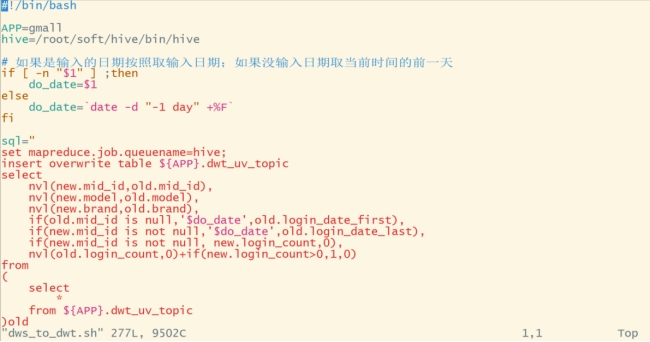 #!/bin/bash
APP=gmall
hive=/root/soft/hive/bin/hive
# 如果是输入的日期按照取输入日期；如果没输入日期取当前时间的前一天
if [ -n "$1" ] ;then
    do_date=$1
else
    do_date=`date -d "-1 day" +%F`
fi
sql="
set mapreduce.job.queuename=hive;
insert overwrite table ${APP}.dwt_uv_topic
select
    nvl(new.mid_id,old.mid_id),
    nvl(new.model,old.model),
    nvl(new.brand,old.brand),
    if(old.mid_id is null,'$do_date',old.login_date_first),
    if(new.mid_id is not null,'$do_date',old.login_date_last),
    if(new.mid_id is not null, new.login_count,0),
    nvl(old.login_count,0)+if(new.login_count>0,1,0)
from
(
    select
        *
    from ${APP}.dwt_uv_topic
)old
"dws_to_dwt.sh" 277L, 9502C 1,1 Top